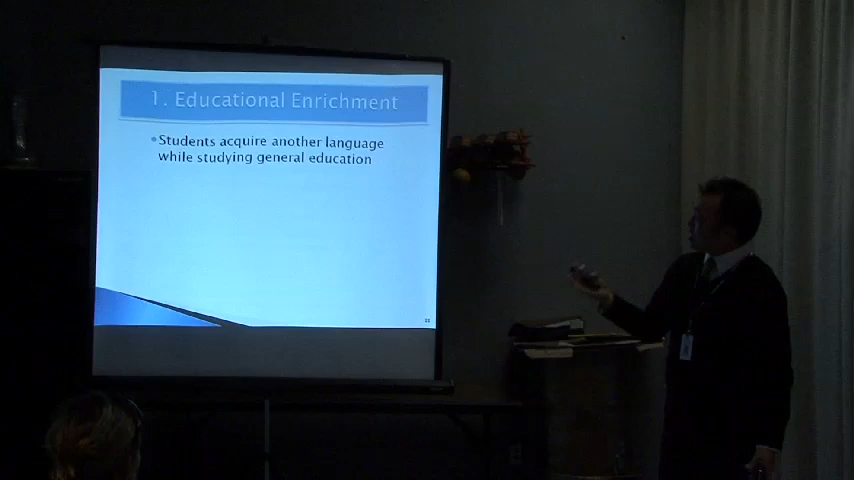 1. Educational Enrichment
Students acquire another language
while studying general education